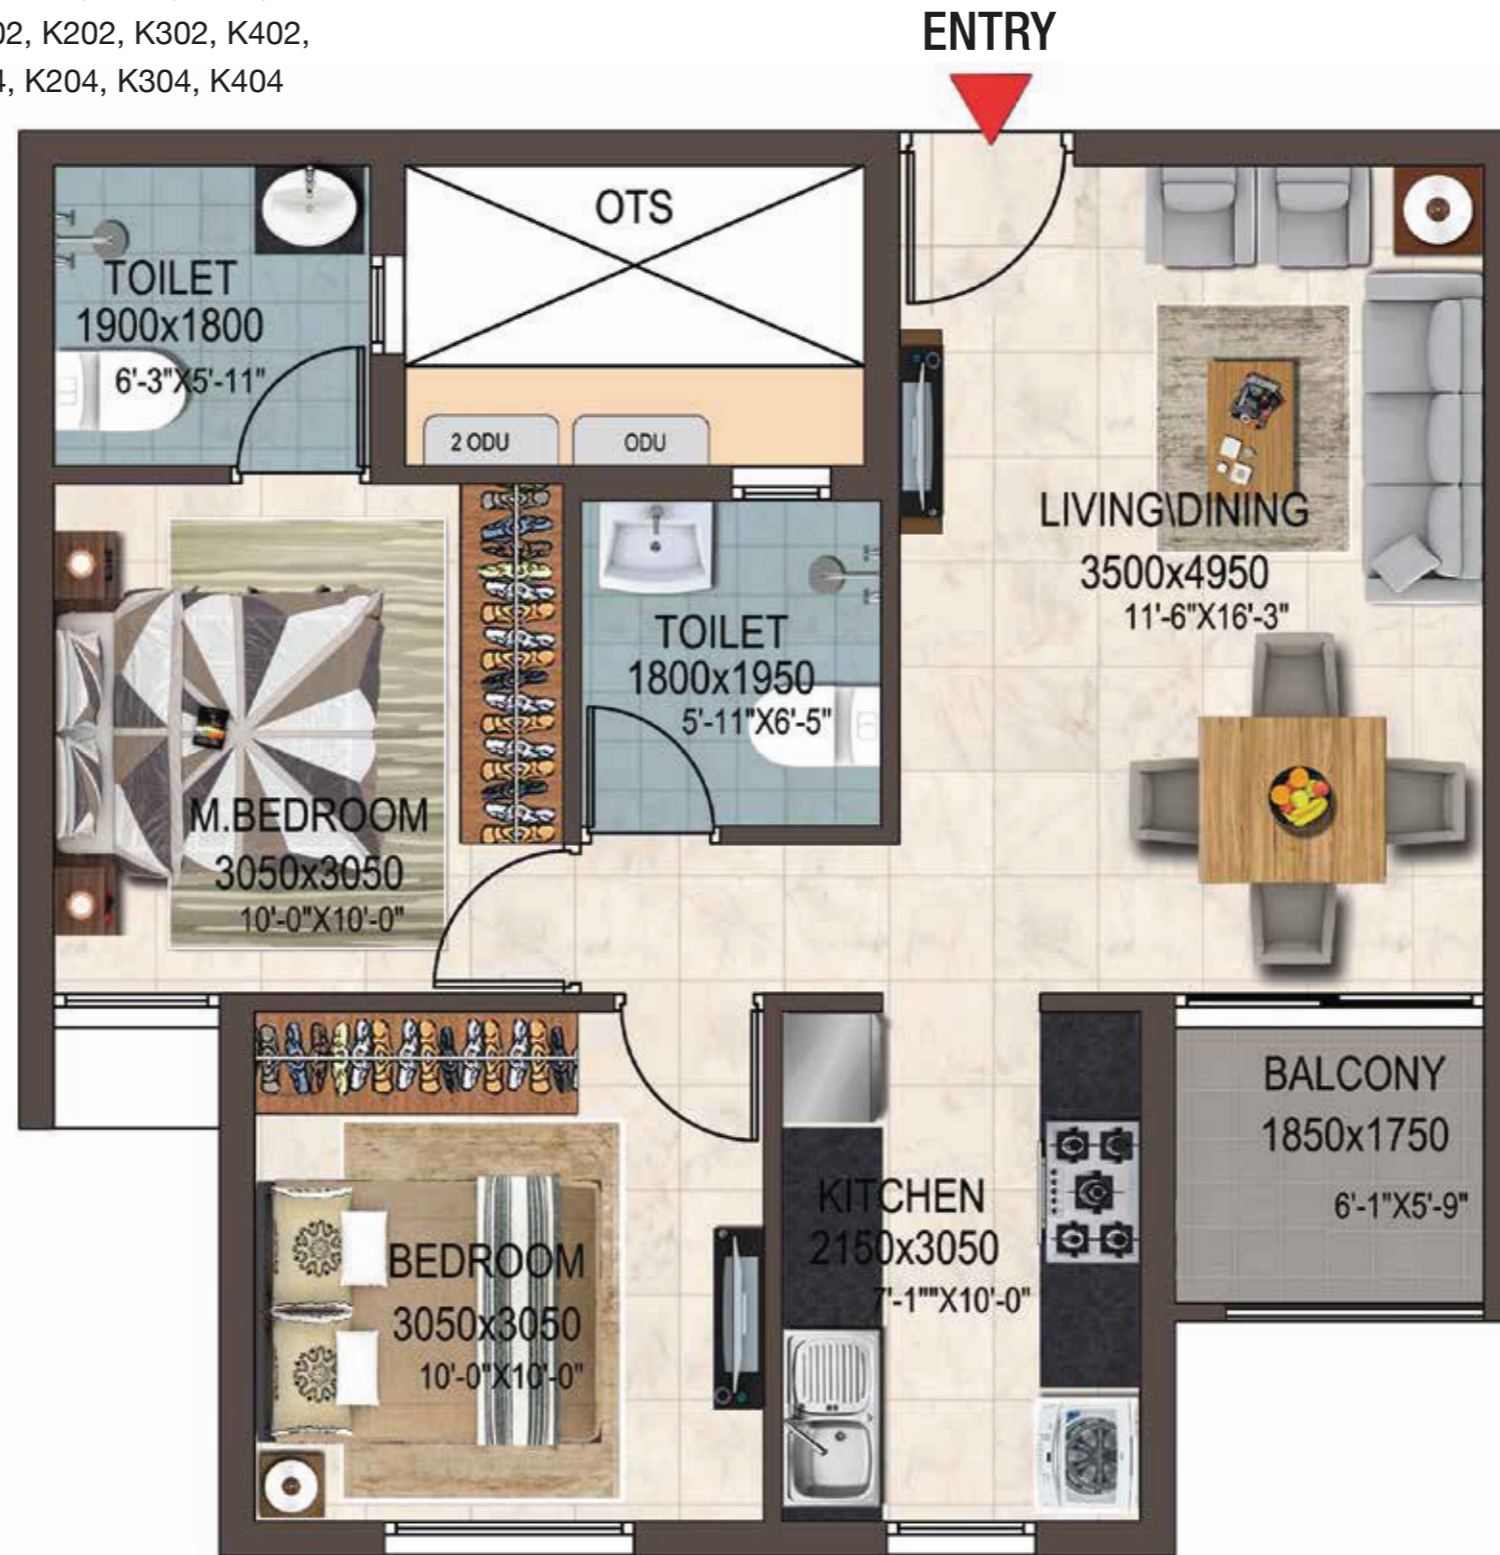 K202, K302, K402,
K204, K304, K404
ENTRY
OTS
TOILET
1900x1800
6'-3"X5'-11"
2 ODU
ODU
LIVING\DINING
3500x4950
11'-6"X16'-3"
TOILET
1800x1950
5'-11"X6'-5"
M.BEDROOM
3050x3050
10'-0"X10'-0"
BALCONY
1850x1750
6'-1"X5'-9"
KITCHEN
2150x3050
7'-1""X10'-0"
BEDROOM
3050x3050
10'-0"X10'-0"